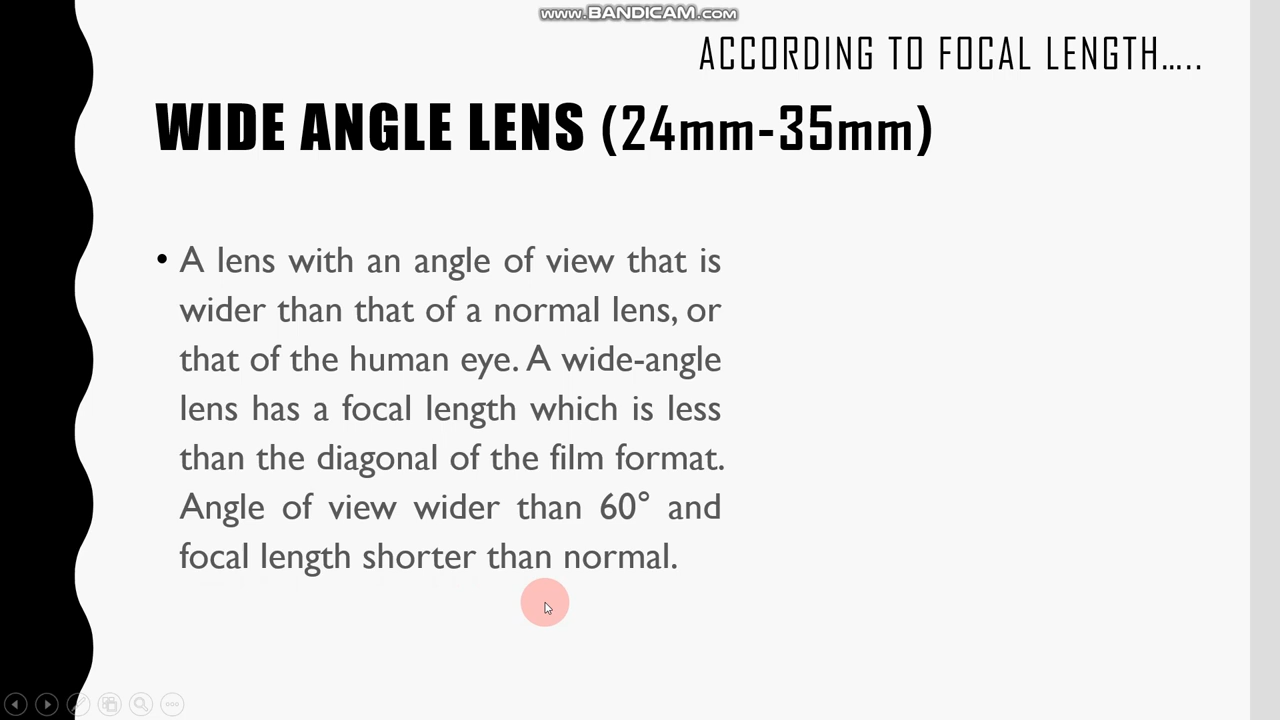 www.BANDICAM.com
ACCORDING TO FOCAL LENGTH.....
WIDE ANGLE LENS (24mm-35mm)
• A lens with an angle of view that is
wider than that of a normal lens, or
that of the human eye. A wide-angle
lens has a focal length which is less
than the diagonal of the film format.
Angle of view wider than 60° and
focal length shorter than normal.